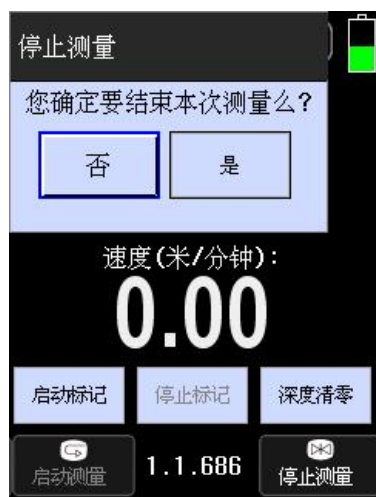 停止测量
您确定要结束本次测量么?
否 是
速度(米/分钟):
0.00
启动标记 停止标记 深度清零
启动测量 1.1.686 停止测量